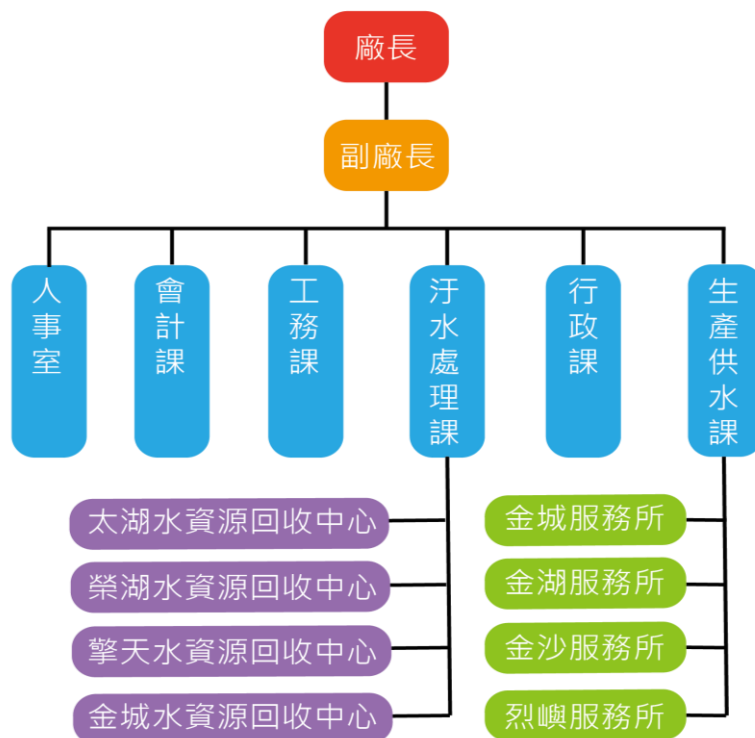 廠長
副廠長
人事室
會計課
工務課
汙水處理課
行政課
生產供水課
太湖水資源回收中心
榮湖水資源回收中心
擎天水資源回收中心
金城水資源回收中心
金城服務所
金湖服務所
金沙服務所
烈嶼服務所